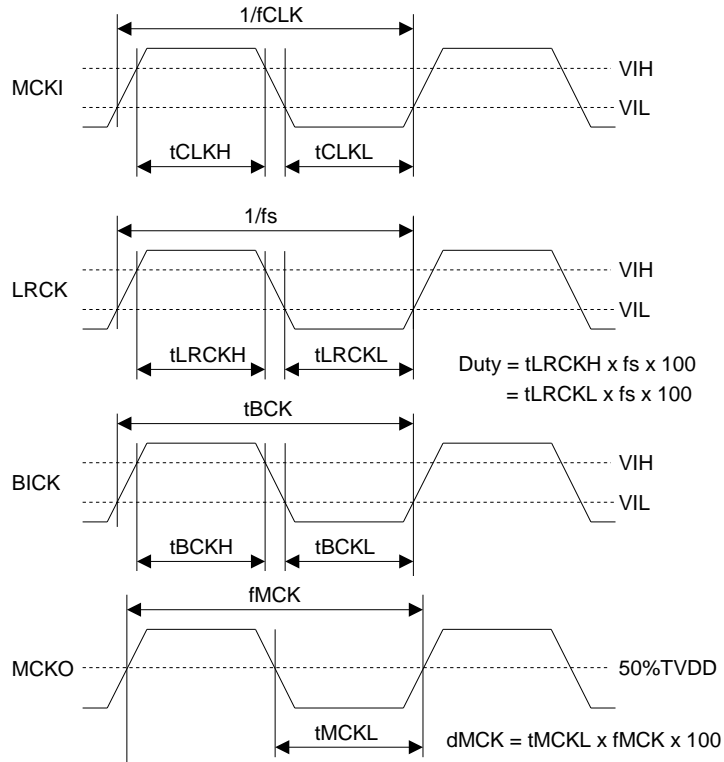 1/fCLK
MCKI
VIH
VIL
tCLKH
tCLKL
1/fs
LRCK
VIH
VIL
tLRCKH
tLRCKL
Duty = tLRCKH x fs x 100
= tLRCKL x fs x 100
tBCK
BICK
VIH
VIL
tBCKH
tBCKL
fMCK
MCKO
50%TVDD
tMCKL
dMCK = tMCKL x fMCK x 100